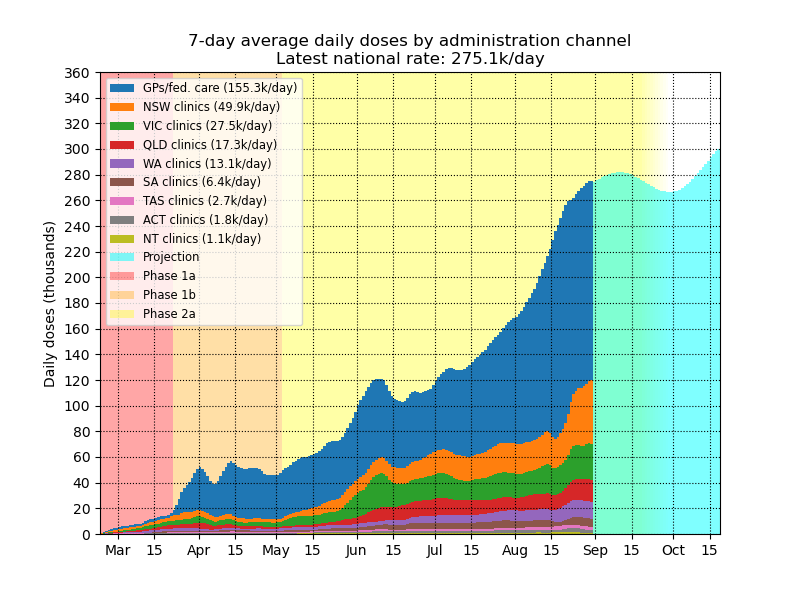 7-day average daily doses by administration channel
Latest national rate: 275.1k/day
Daily doses (thousands)
360
340
320
300
280
260
240
220
200
180
160
140
120
100
80
60
40
20
0
GPs/fed. care (155.3k/day)
NSW clinics (49.9k/day)
VIC clinics (27.5k/day)
QLD clinics (17.3k/day)
WA clinics (13.1k/day)
SA clinics (6.4k/day)
TAS clinics (2.7k/day)
ACT clinics (1.8k/day)
NT clinics (1.1k/day)
Projection
Phase 1a
Phase 1b
Phase 2a
Mar 15 Apr 15 May 15 Jun 15 Jul 15 Aug 15 Sep 15 Oct 15